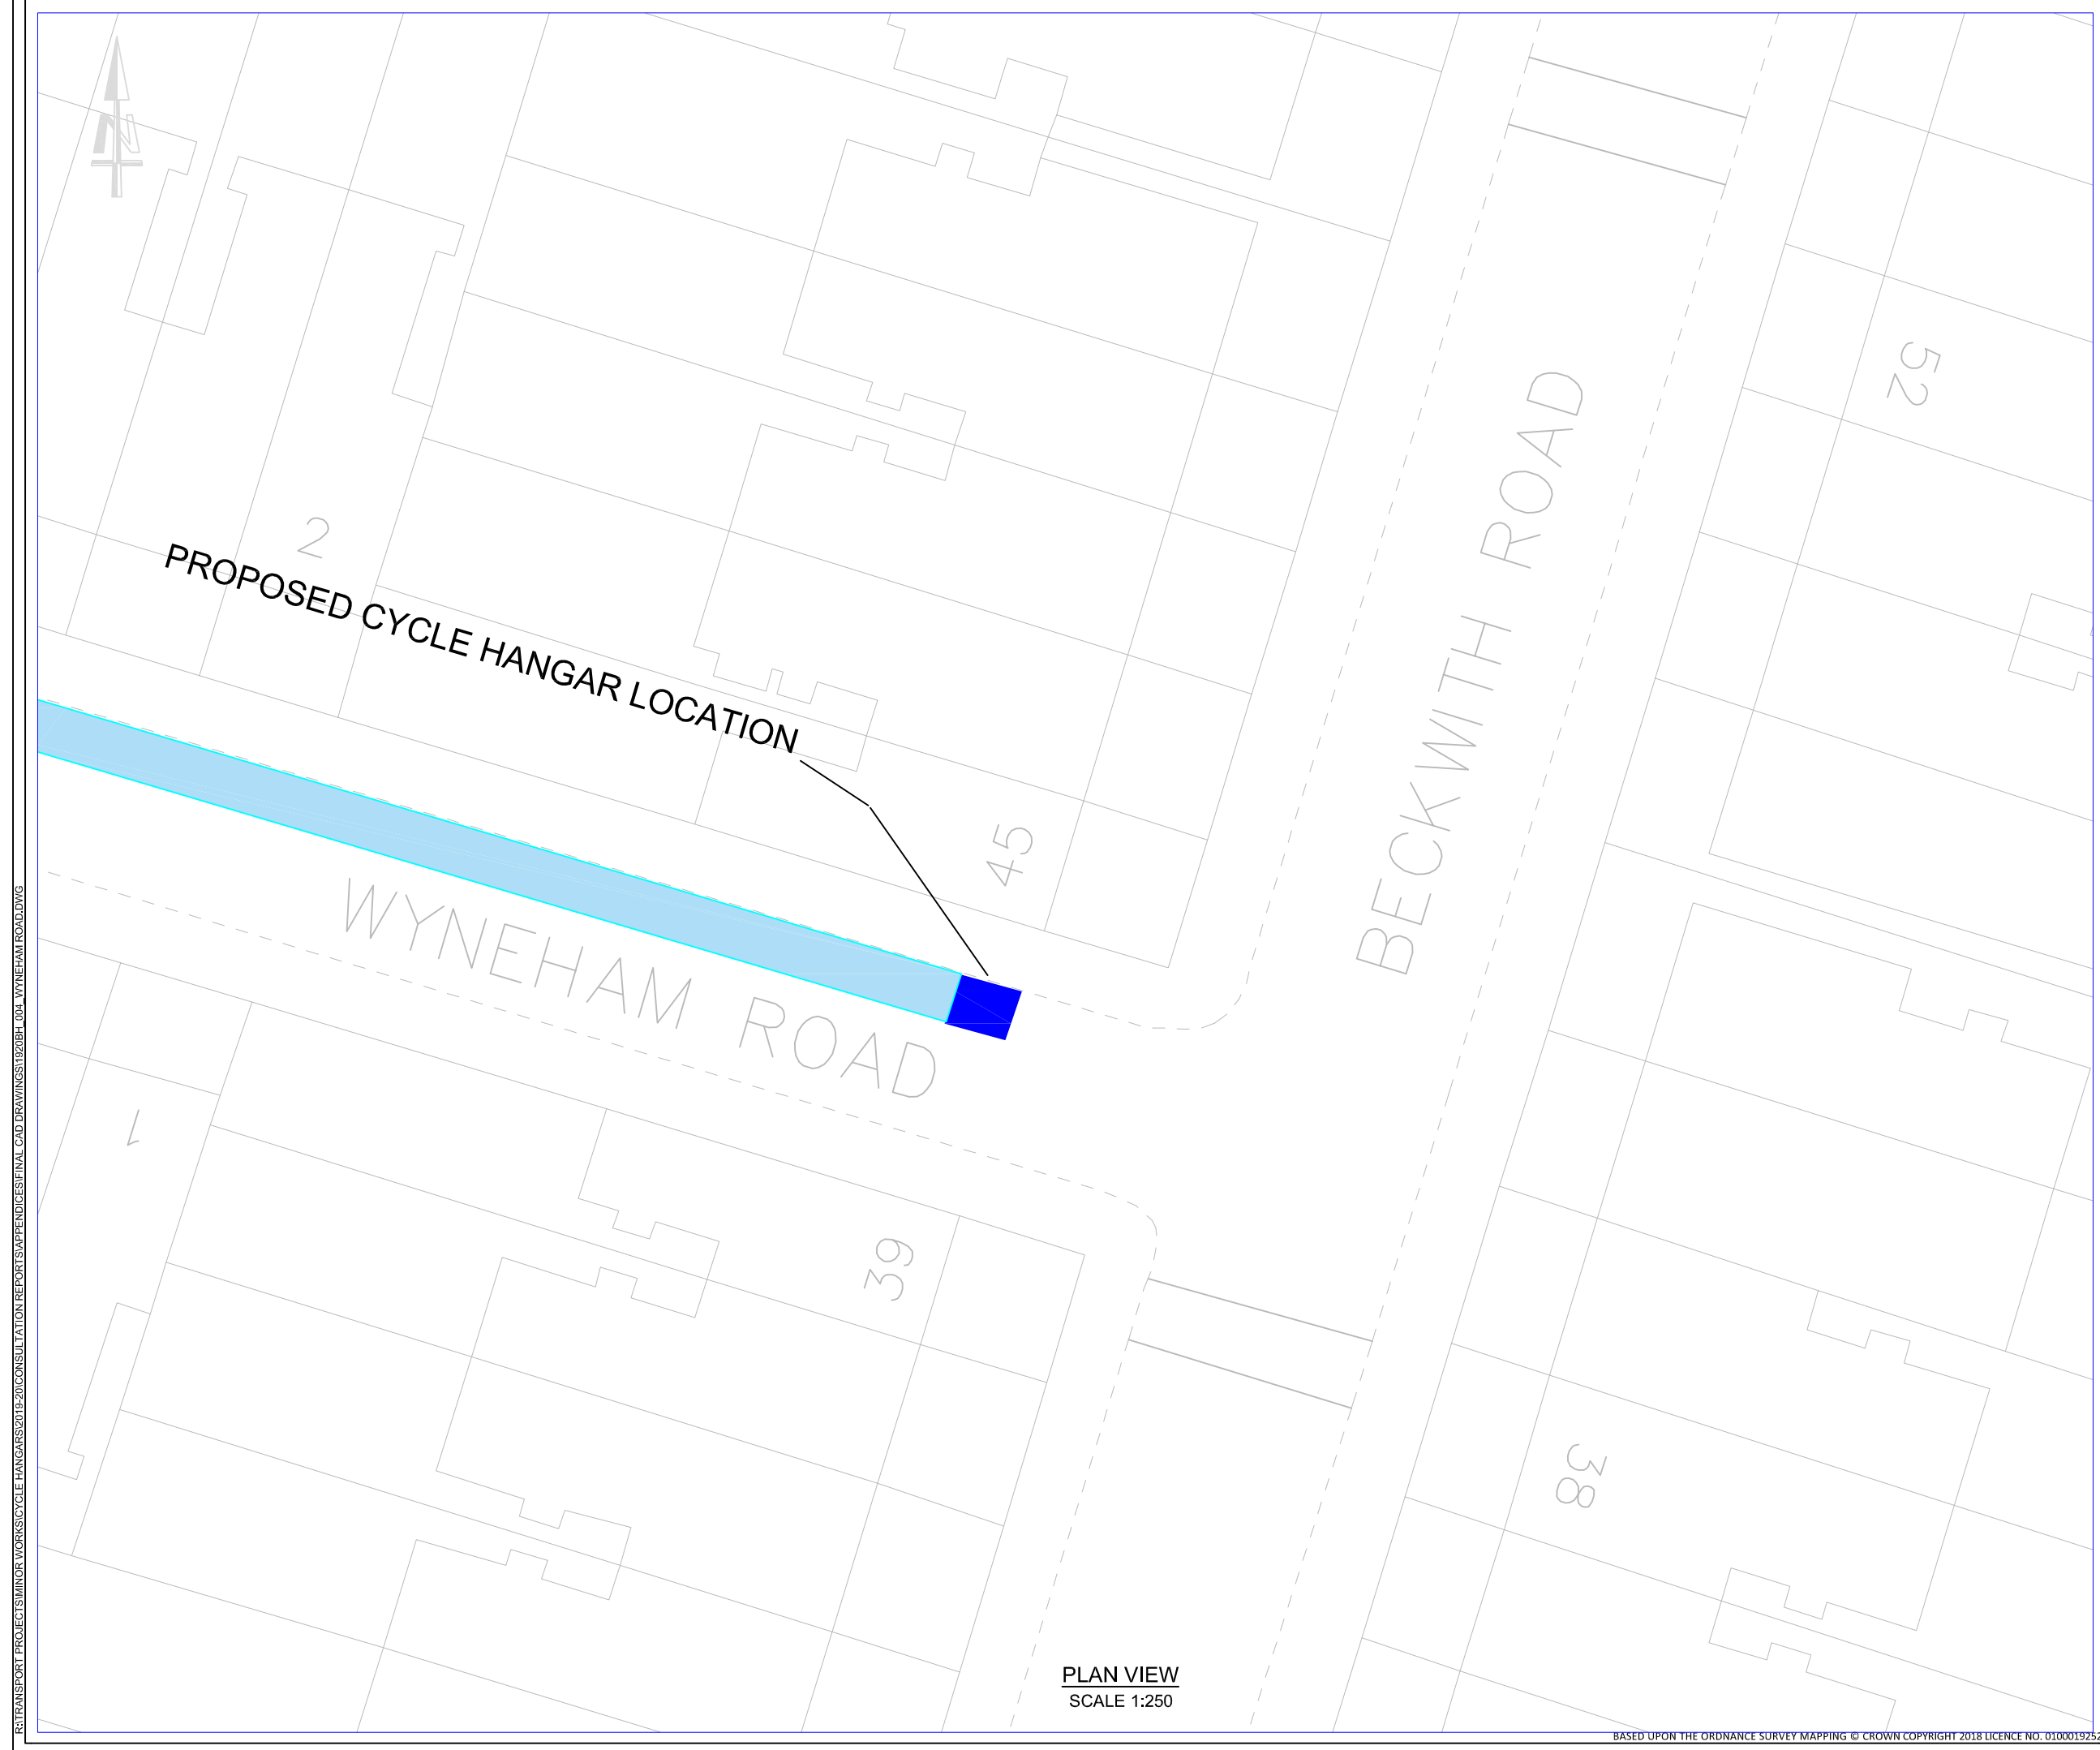 N
52
2
PROPOSED CYCLE HANGAR LOCATION
BECKWITH ROAD
45
WYNEHAM ROAD
1
39
38
PLAN VIEW
SCALE 1:250
R:\TRANSPORT PROJECTS\MINOR WORKS\CYCLE HANGARS\2019-20\CONSULTATION REPORTS\APPENDICES\FINAL CAD DRAWINGS\1920BH_004_WYNEHAM ROAD.DWG
BASED UPON THE ORDNANCE SURVEY MAPPING © CROWN COPYRIGHT 2018 LICENCE NO.